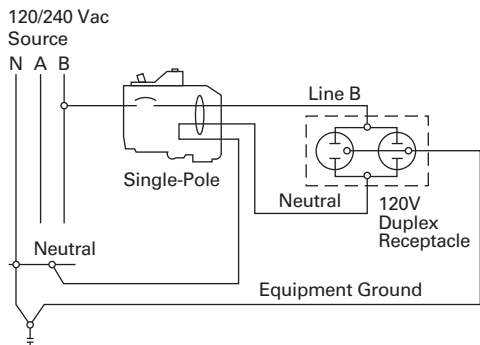 120/240 Vac
Source
N A B
Line B
Single-Pole
Neutral
120V
Duplex
Receptacle
Neutral
Equipment Ground